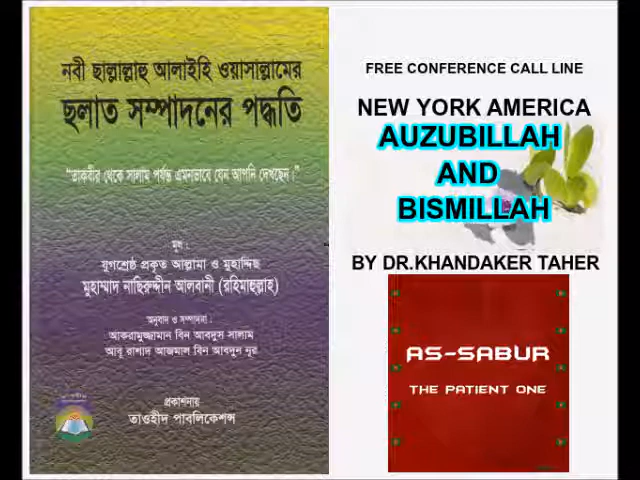 নবী ছাল্লাল্লাহু আলাইহি ওয়াসাল্লামের
ছলাত সম্পাদনের পদ্ধতি
“তাকবীর থেকে সালাম পর্যন্ত এমনভাবে যেন আপনি দেখছেন।”
মূল :
যুগশ্রেষ্ঠ প্রকৃত আল্লামা ও মুহাদ্দিছ
মুহাম্মাদ নাছিরুদ্দীন আলবানী (রহিমাহুল্লাহ)
অনুবাদ ও সম্পাদনা :
আকরামুজ্জামান বিন আবদুস সালাম
আবূ রাশাদ আজমাল বিন আবদুন নূর
প্রকাশনায়
তাওহীদ পাবলিকেশন্স
FREE CONFERENCE CALL LINE
NEW YORK AMERICA
AUZUBILLAH
AND
BISMILLAH
BY DR.KHANDAKER TAHER
AS-SABUR
THE PATIENT ONE